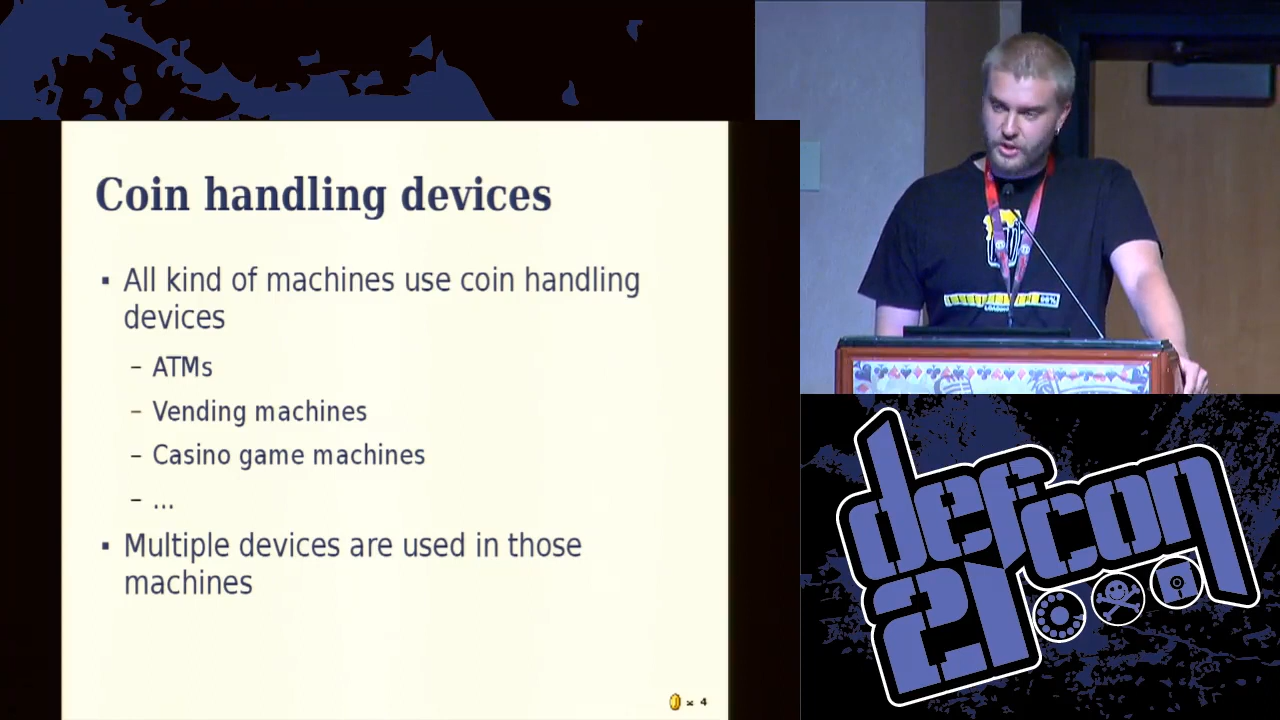 Coin handling devices
▪ All kind of machines use coin handling
devices
– ATMs
– Vending machines
– Casino game machines
– ...
▪ Multiple devices are used in those
machines
× 4
defcon
21